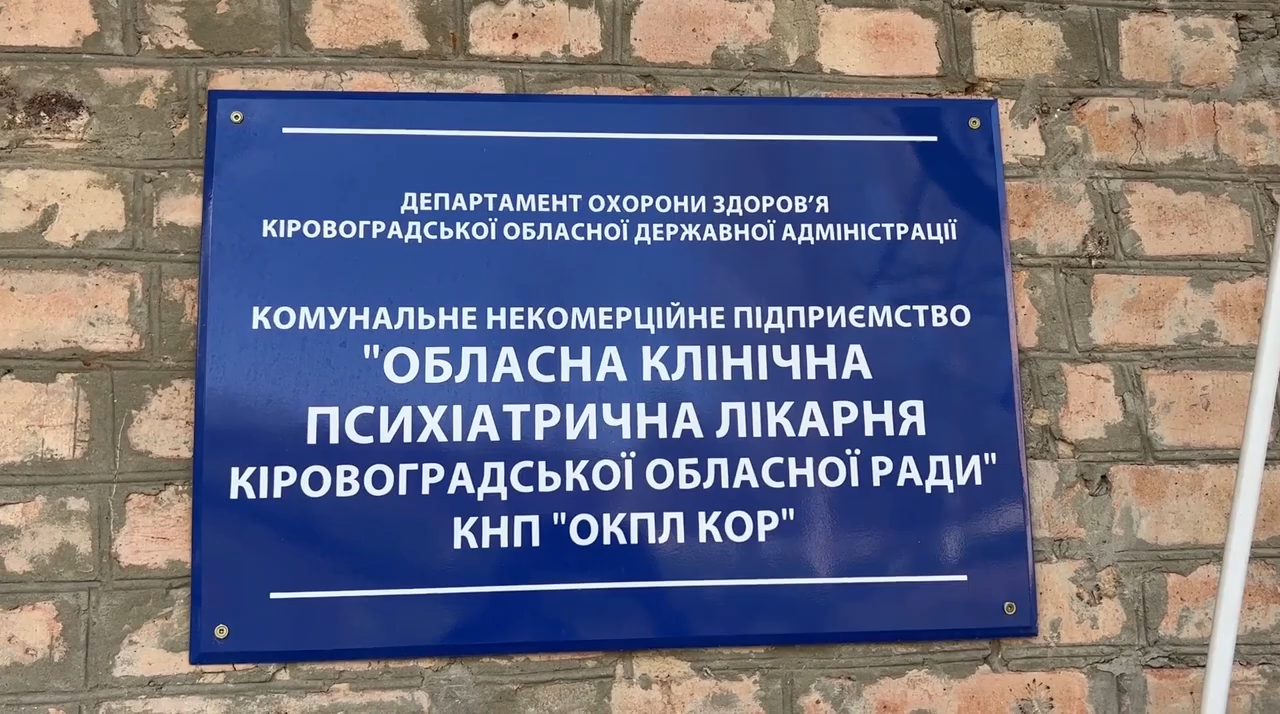 ДЕПАРТАМЕНТ ОХОРОНИ ЗДОРОВ'Я
КІРОВОГРАДСЬКОЇ ОБЛАСНОЇ ДЕРЖАВНОЇ АДМІНІСТРАЦІЇ
КОМУНАЛЬНЕ НЕКОМЕРЦІЙНЕ ПІДПРИЄМСТВО
"ОБЛАСНА КЛІНІЧНА
ПСИХІАТРИЧНА ЛІКАРНЯ
КІРОВОГРАДСЬКОЇ ОБЛАСНОЇ РАДИ"
КНП "ОКПЛ КОР"